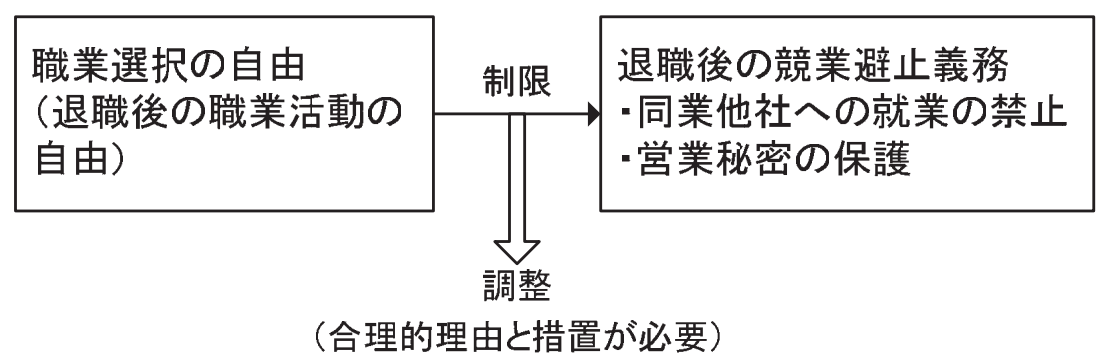 職業選択の自由
（退職後の職業活動の
自由）
制限
退職後の競業避止義務
・同業他社への就業の禁止
・営業秘密の保護
調整
（合理的理由と措置が必要）